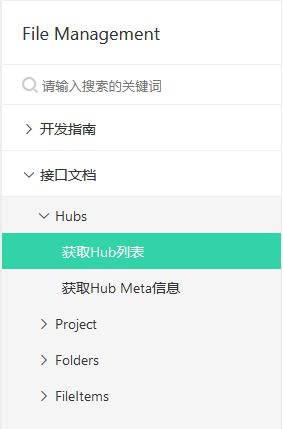 File Management
请输入搜索的关键词
开发指南
接口文档
Hubs
获取Hub列表
获取Hub Meta信息
Project
Folders
FileItems